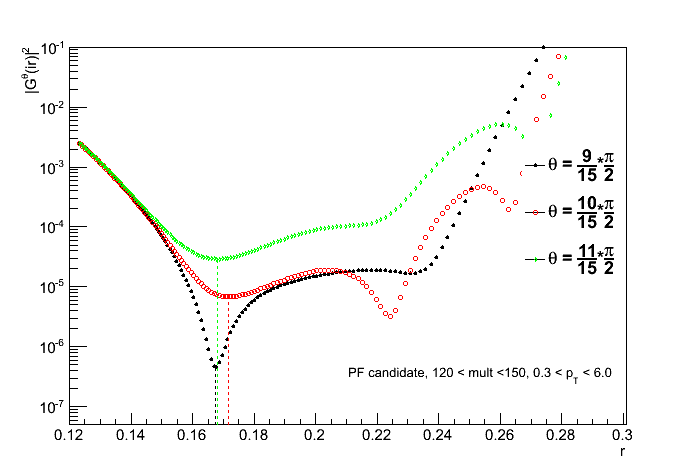 |G^θ(ir)|²
10⁻¹
10⁻²
10⁻³
10⁻⁴
10⁻⁵
10⁻⁶
10⁻⁷
θ = 9/15 * π/2
θ = 10/15 * π/2
θ = 11/15 * π/2
PF candidate, 120 < mult <150, 0.3 < p_T < 6.0
0.12 0.14 0.16 0.18 0.2 0.22 0.24 0.26 0.28 0.3
r